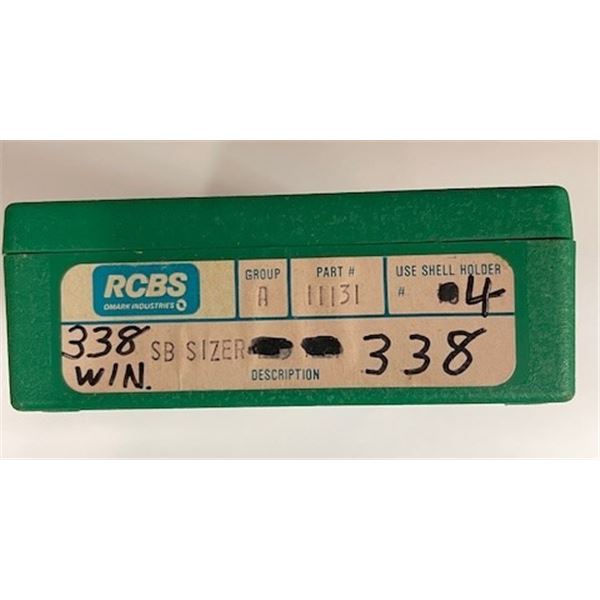 RCBS
OMARK INDUSTRIES
GROUP
A
PART #
11131
USE SHELL HOLDER
# 4
338
WIN.
SB SIZER 338
DESCRIPTION